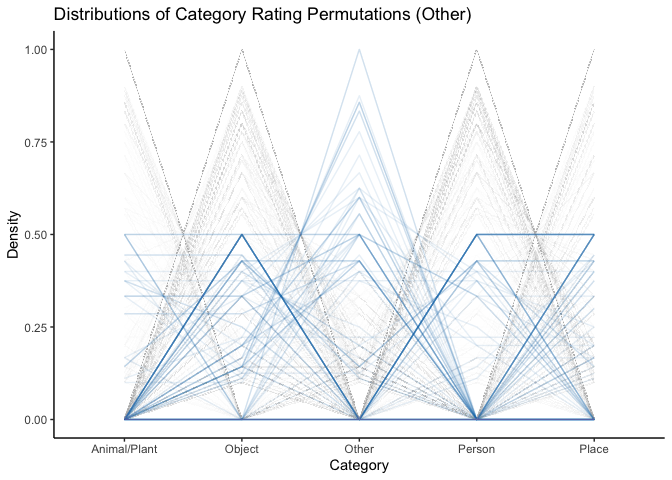 Distributions of Category Rating Permutations (Other)
1.00
0.75
0.50
0.25
0.00
Density
Animal/Plant Object Other Person Place
Category